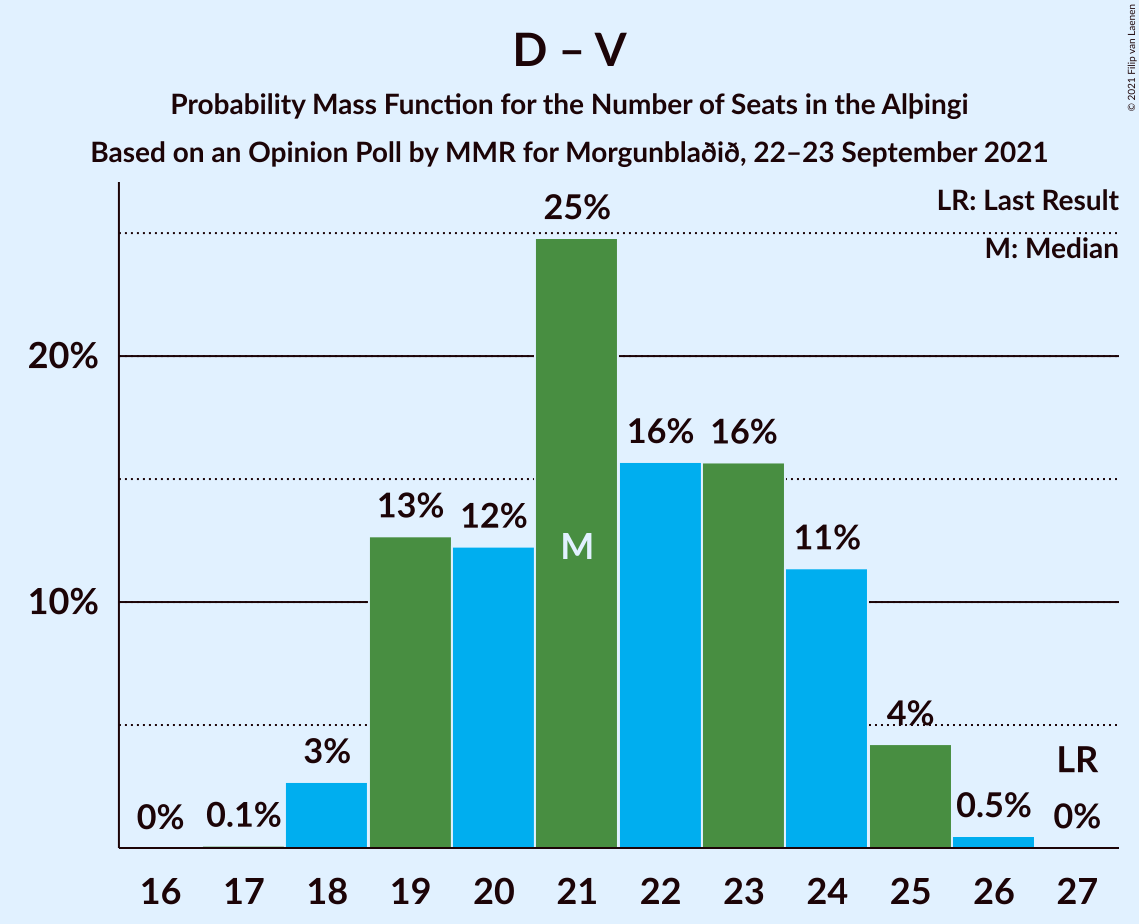 D – V
Probability Mass Function for the Number of Seats in the Alþingi
Based on an Opinion Poll by MMR for Morgunblaðið, 22–23 September 2021
© 2021 Filip van Laenen
LR: Last Result
M: Median
20%
10%
0%
0.1%
3%
13%
12%
25%
M
16%
16%
11%
4%
0.5%
LR
0%
16 17 18 19 20 21 22 23 24 25 26 27